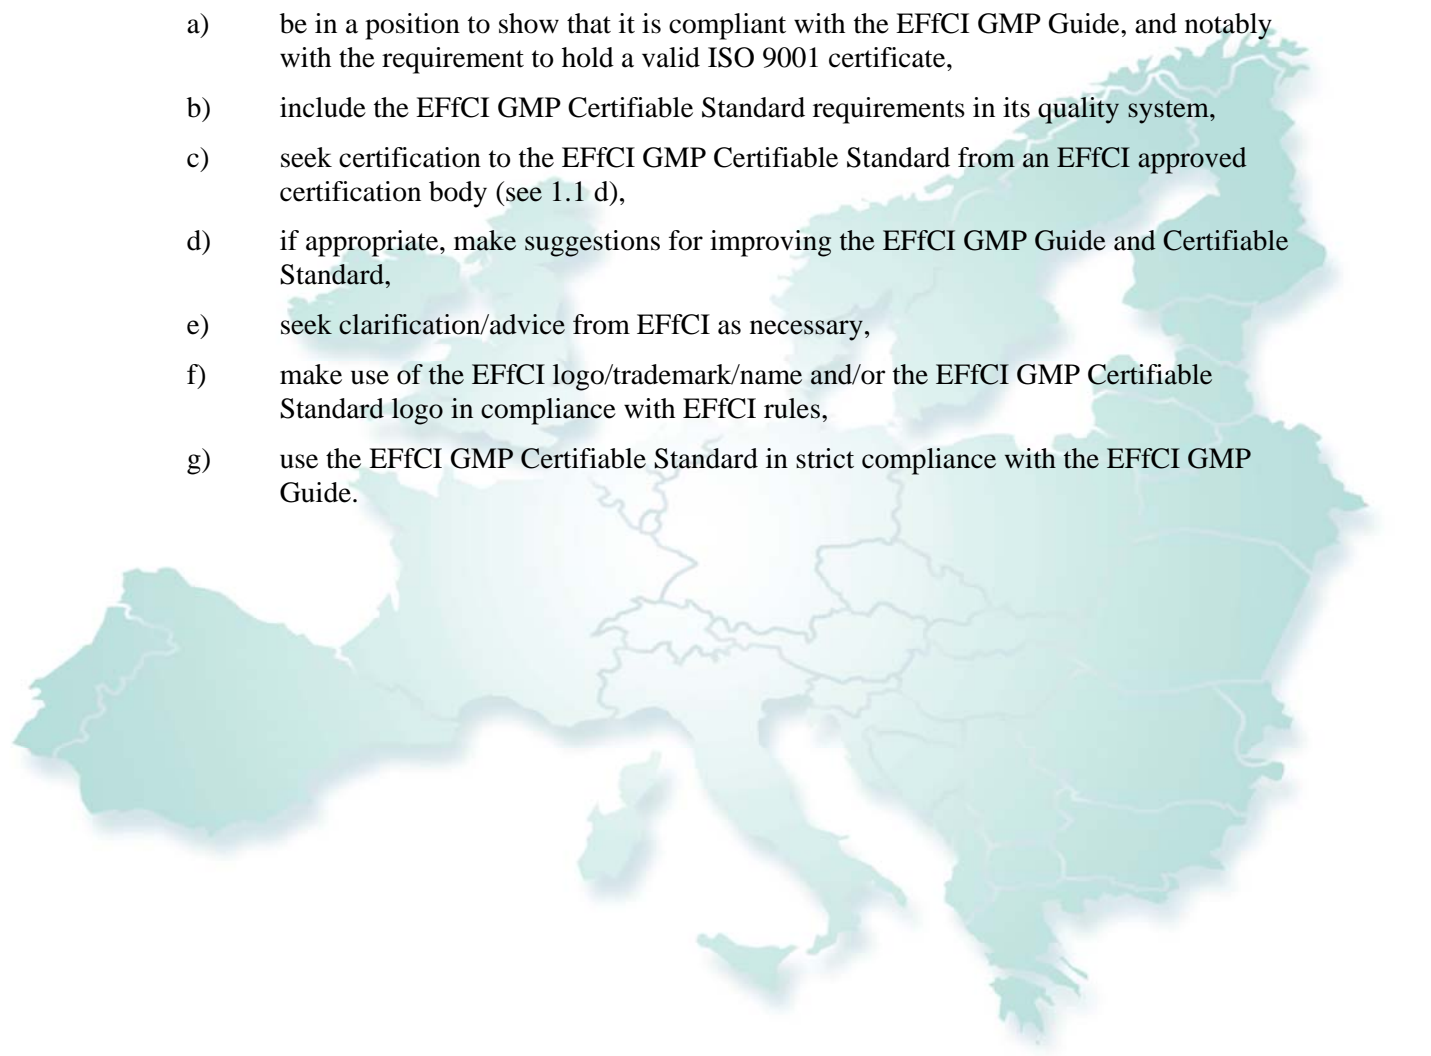 a) be in a position to show that it is compliant with the EFfCI GMP Guide, and notably
with the requirement to hold a valid ISO 9001 certificate,
b) include the EFfCI GMP Certifiable Standard requirements in its quality system,
c) seek certification to the EFfCI GMP Certifiable Standard from an EFfCI approved
certification body (see 1.1 d),
d) if appropriate, make suggestions for improving the EFfCI GMP Guide and Certifiable
Standard,
e) seek clarification/advice from EFfCI as necessary,
f) make use of the EFfCI logo/trademark/name and/or the EFfCI GMP Certifiable
Standard logo in compliance with EFfCI rules,
g) use the EFfCI GMP Certifiable Standard in strict compliance with the EFfCI GMP
Guide.